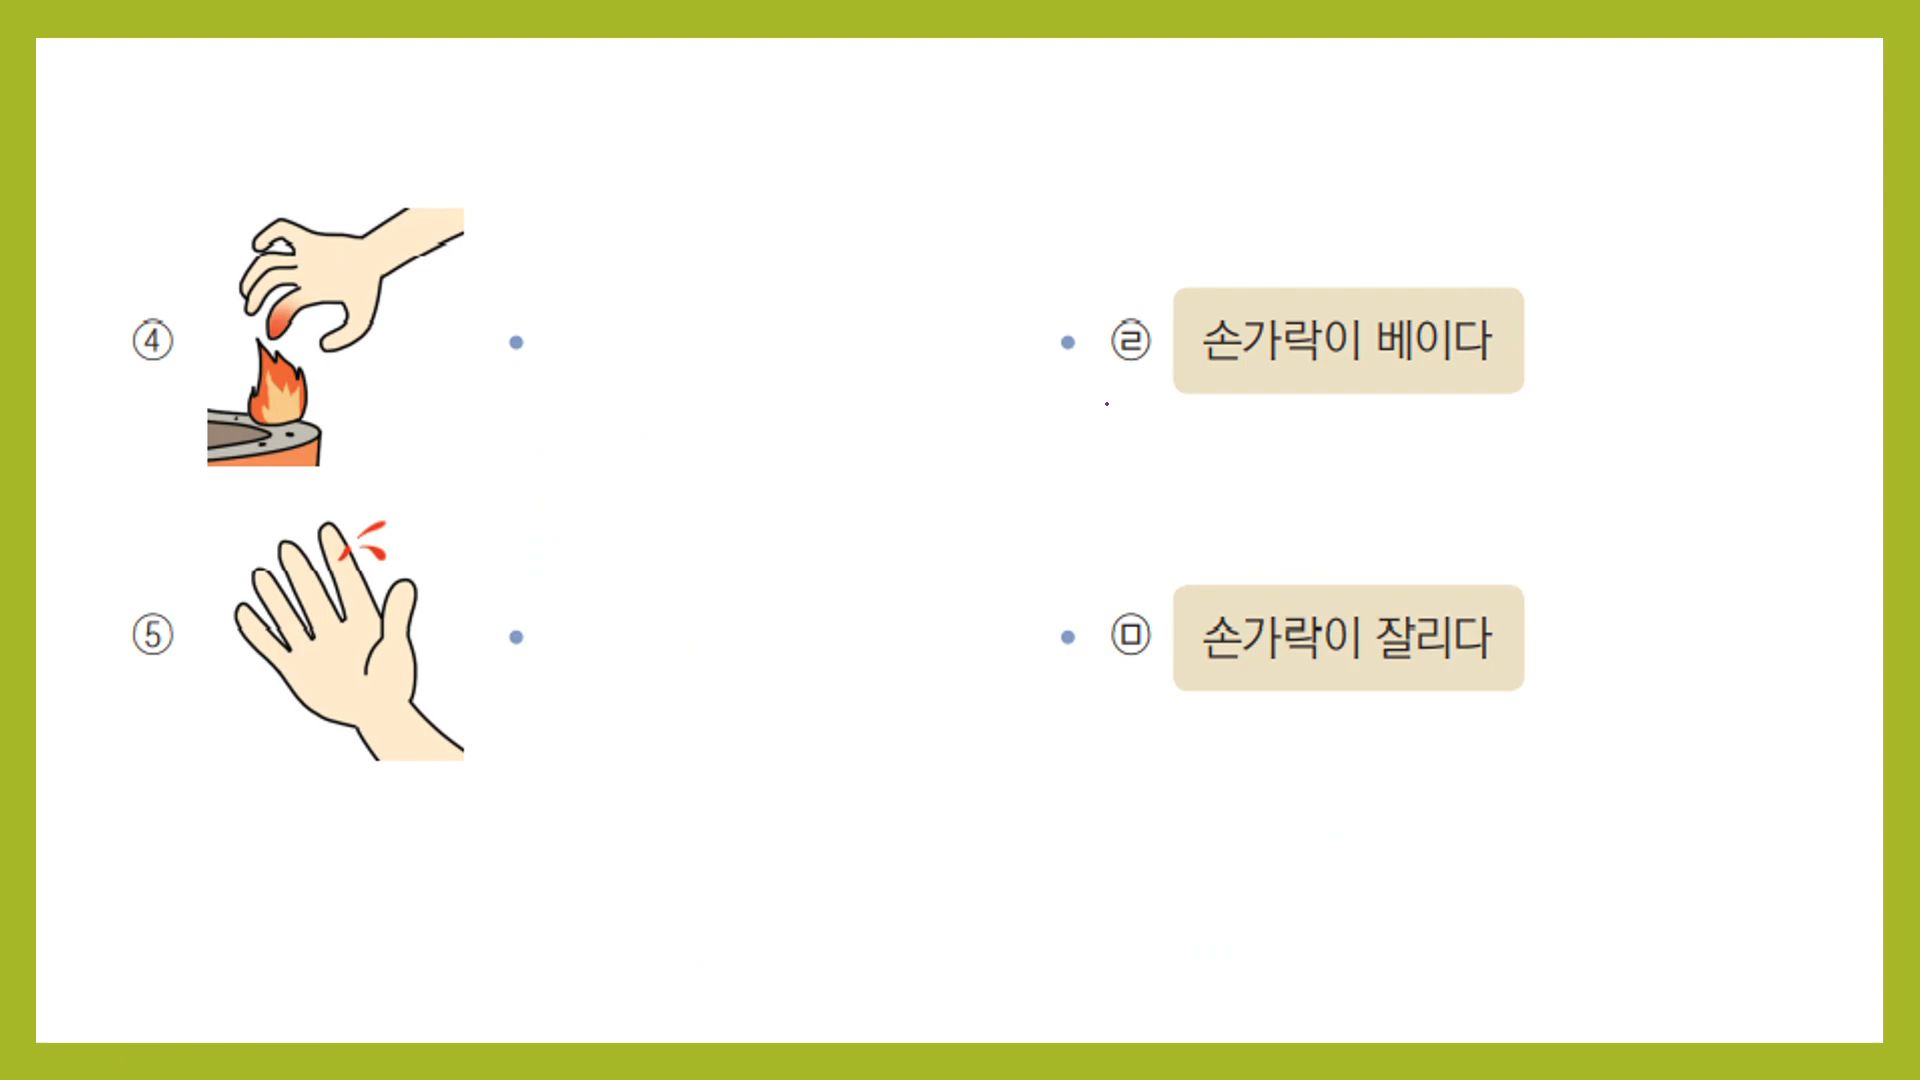 ④
㉣ 손가락이 베이다
⑤
㉤ 손가락이 잘리다